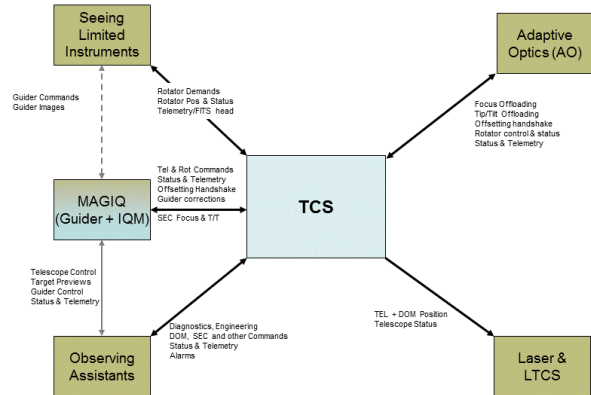 Seeing
Limited
Instruments
Adaptive
Optics (AO)
Guider Commands
Guider Images
Rotator Demands
Rotator Pos & Status
Telemetry/FITS head
Focus Offloading
Tip/Tilt Offloading
Offsetting handshake
Rotator control & status
Status & Telemetry
MAGIQ
(Guider + IQM)
Tel & Rot Commands
Status & Telemetry
Offsetting Handshake
Guider corrections
SEC Focus & T/T
TCS
Telescope Control
Target Previews
Guider Control
Status & Telemetry
Diagnostics, Engineering
DOM, SEC and other Commands
Status & Telemetry
Alarms
TEL + DOM Position
Telescope Status
Observing
Assistants
Laser &
LTCS